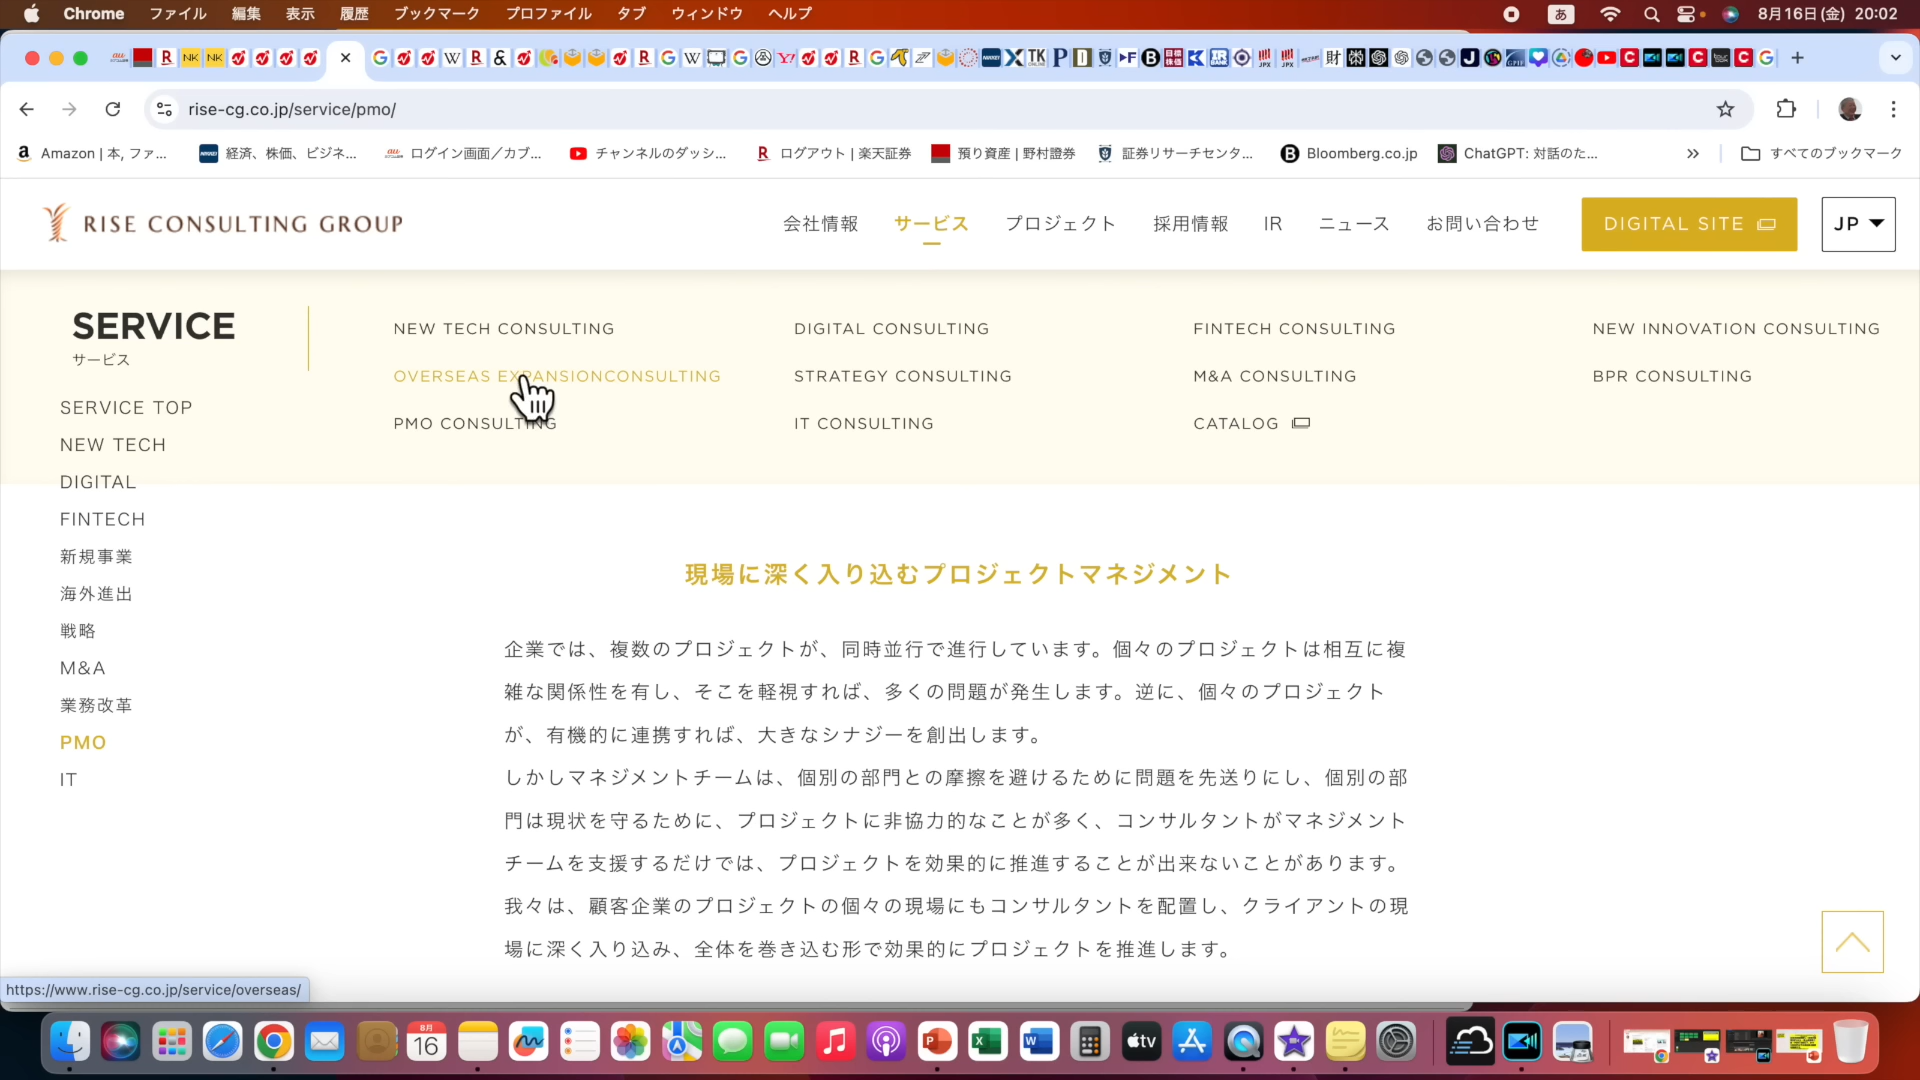 Chrome ファイル 編集 表示 履歴 ブックマーク プロファイル タブ ウィンドウ ヘルプ あ 8月16日(金) 20:02
rise-cg.co.jp/service/pmo/
Amazon | 本, ファ... 経済、株価、ビジネ... ログイン画面／カブ... チャンネルのダッシ... ログアウト | 楽天証券 預り資産 | 野村證券 証券リサーチセンタ... Bloomberg.co.jp ChatGPT: 対話のた... » すべてのブックマーク
RISE CONSULTING GROUP 会社情報 サービス プロジェクト 採用情報 IR ニュース お問い合わせ DIGITAL SITE JP
SERVICE
サービス
NEW TECH CONSULTING DIGITAL CONSULTING FINTECH CONSULTING NEW INNOVATION CONSULTING
OVERSEAS EXPANSIONCONSULTING STRATEGY CONSULTING M&A CONSULTING BPR CONSULTING
PMO CONSULTING IT CONSULTING CATALOG
SERVICE TOP
NEW TECH
DIGITAL
FINTECH
新規事業
海外進出
戦略
M&A
業務改革
PMO
IT
現場に深く入り込むプロジェクトマネジメント
企業では、複数のプロジェクトが、同時並行で進行しています。個々のプロジェクトは相互に複
雑な関係性を有し、そこを軽視すれば、多くの問題が発生します。逆に、個々のプロジェクト
が、有機的に連携すれば、大きなシナジーを創出します。
しかしマネジメントチームは、個別の部門との摩擦を避けるために問題を先送りにし、個別の部
門は現状を守るために、プロジェクトに非協力的なことが多く、コンサルタントがマネジメント
チームを支援するだけでは、プロジェクトを効果的に推進することが出来ないことがあります。
我々は、顧客企業のプロジェクトの個々の現場にもコンサルタントを配置し、クライアントの現
場に深く入り込み、全体を巻き込む形で効果的にプロジェクトを推進します。
https://www.rise-cg.co.jp/service/overseas/
8月
16
tv